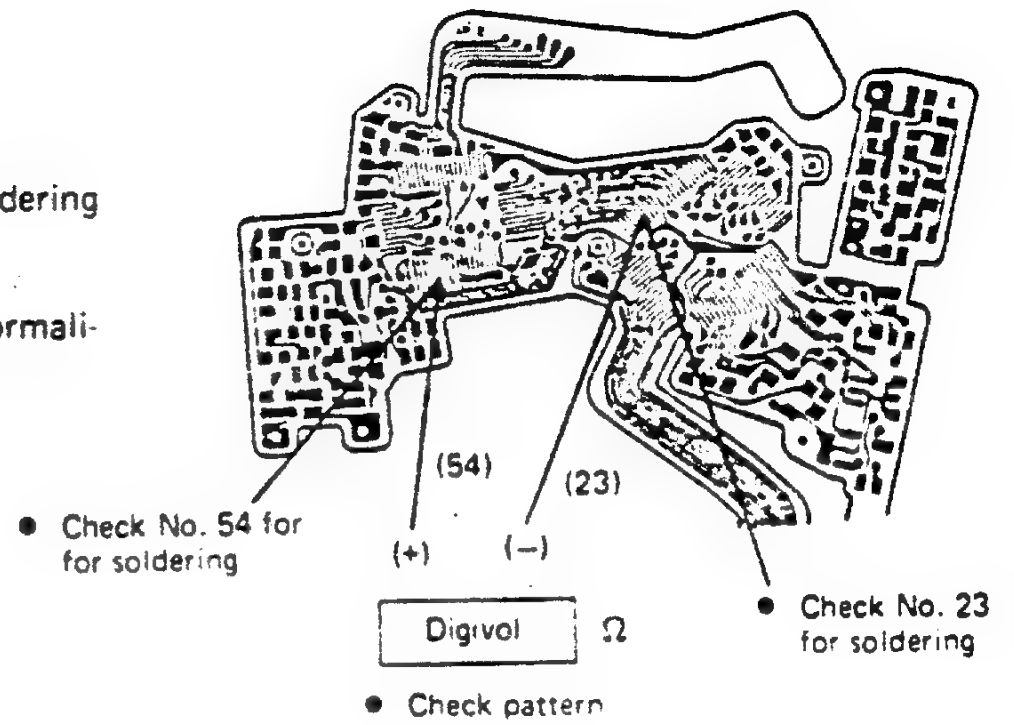 dering
ormali-
(54)
(23)
● Check No. 54 for
for soldering
(+)
(−)
Digivol
Ω
● Check No. 23
for soldering
● Check pattern